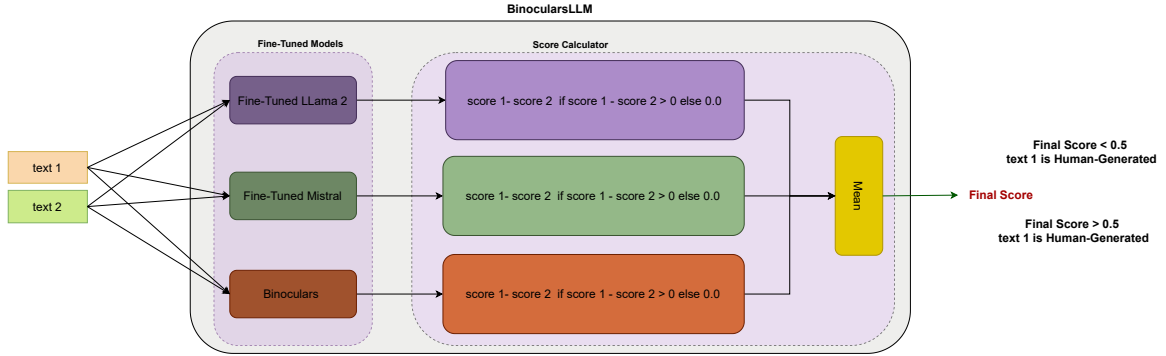 BinocularsLLM
Fine-Tuned Models
Score Calculator
Fine-Tuned LLama 2
score 1- score 2 if score 1 - score 2 > 0 else 0.0
text 1
text 2
Fine-Tuned Mistral
score 1- score 2 if score 1 - score 2 > 0 else 0.0
Binoculars
score 1- score 2 if score 1 - score 2 > 0 else 0.0
Mean
Final Score < 0.5
text 1 is Human-Generated
Final Score
Final Score > 0.5
text 1 is Human-Generated